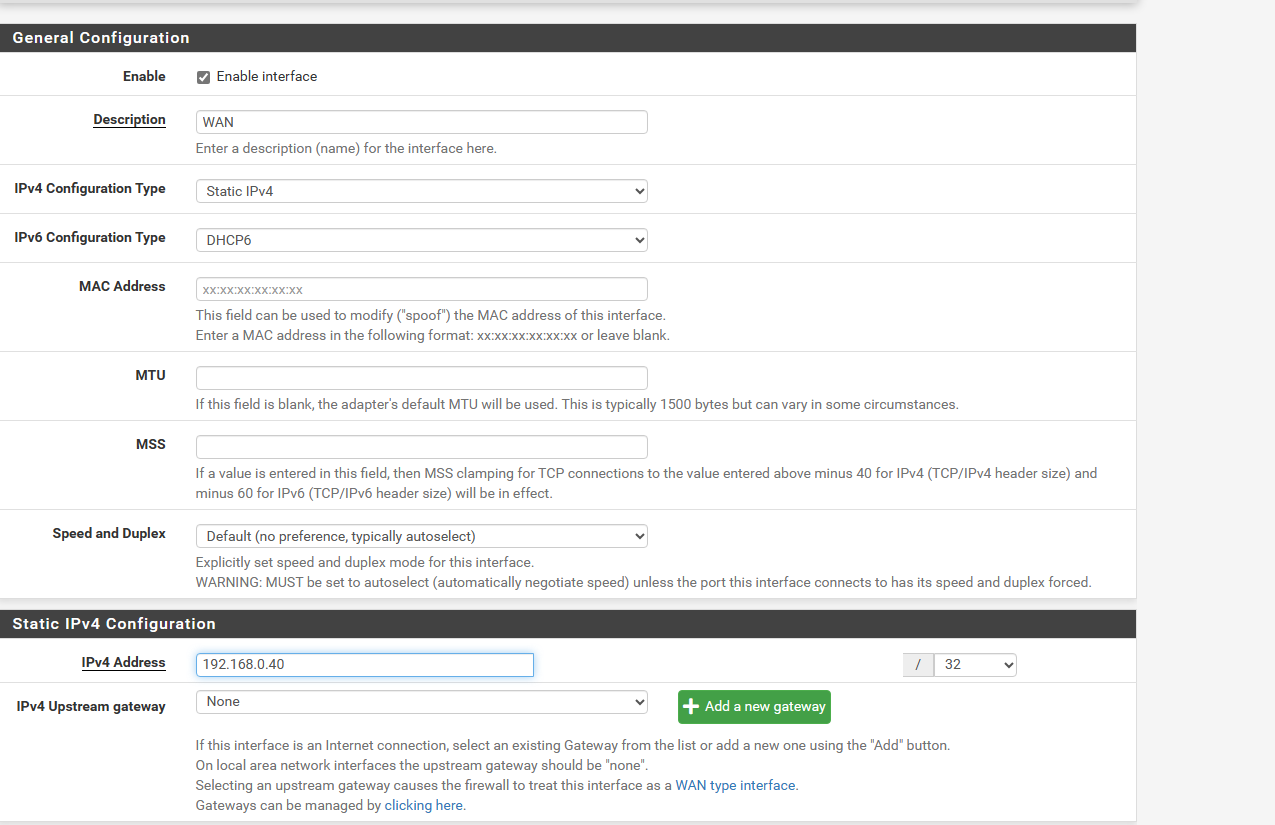 General Configuration
Enable
Enable interface
Description
WAN
Enter a description (name) for the interface here.
IPv4 Configuration Type
Static IPv4
IPv6 Configuration Type
DHCP6
MAC Address
xx:xx:xx:xx:xx:xx
This field can be used to modify ("spoof") the MAC address of this interface.
Enter a MAC address in the following format: xx:xx:xx:xx:xx:xx or leave blank.
MTU
If this field is blank, the adapter's default MTU will be used. This is typically 1500 bytes but can vary in some circumstances.
MSS
If a value is entered in this field, then MSS clamping for TCP connections to the value entered above minus 40 for IPv4 (TCP/IPv4 header size) and
minus 60 for IPv6 (TCP/IPv6 header size) will be in effect.
Speed and Duplex
Default (no preference, typically autoselect)
Explicitly set speed and duplex mode for this interface.
WARNING: MUST be set to autoselect (automatically negotiate speed) unless the port this interface connects to has its speed and duplex forced.
Static IPv4 Configuration
IPv4 Address
192.168.0.40
/
32
IPv4 Upstream gateway
None
Add a new gateway
If this interface is an Internet connection, select an existing Gateway from the list or add a new one using the "Add" button.
On local area network interfaces the upstream gateway should be "none".
Selecting an upstream gateway causes the firewall to treat this interface as a WAN type interface.
Gateways can be managed by clicking here.